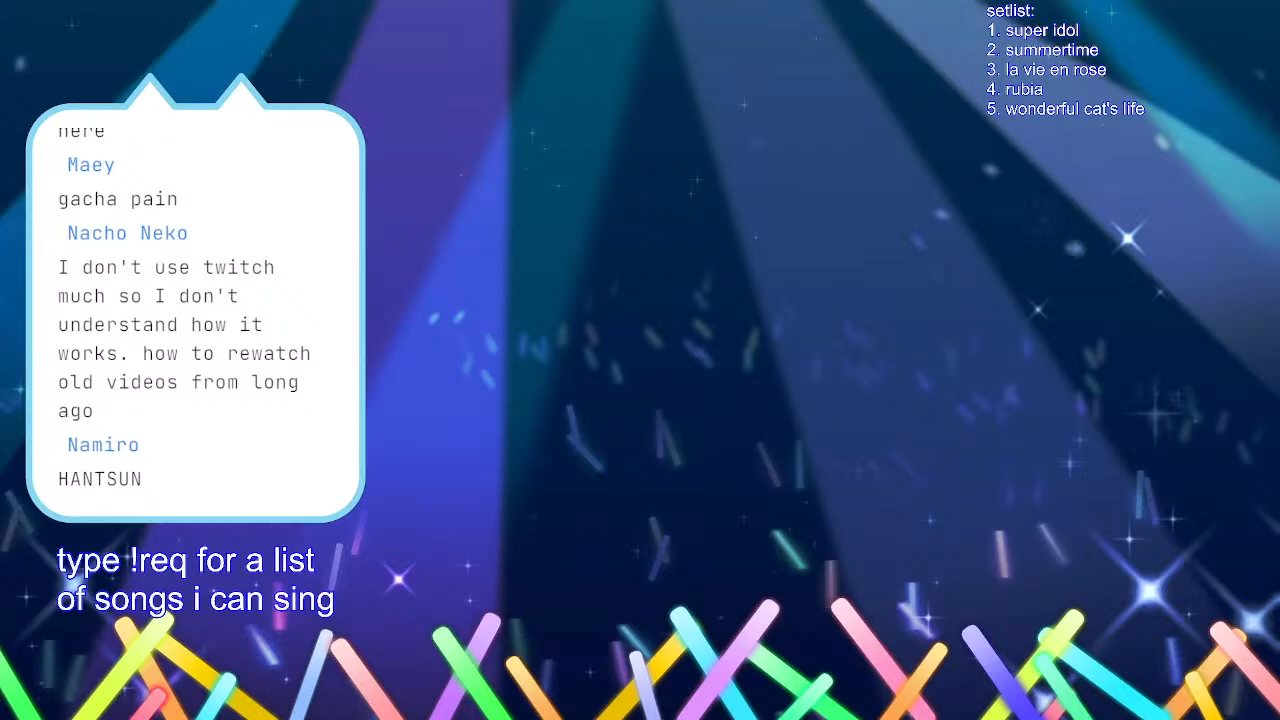 setlist:
1. super idol
2. summertime
3. la vie en rose
4. rubia
5. wonderful cat's life
here
Maey
gacha pain
Nacho Neko
I don't use twitch
much so I don't
understand how it
works. how to rewatch
old videos from long
ago
Namiro
HANTSUN
type !req for a list
of songs i can sing